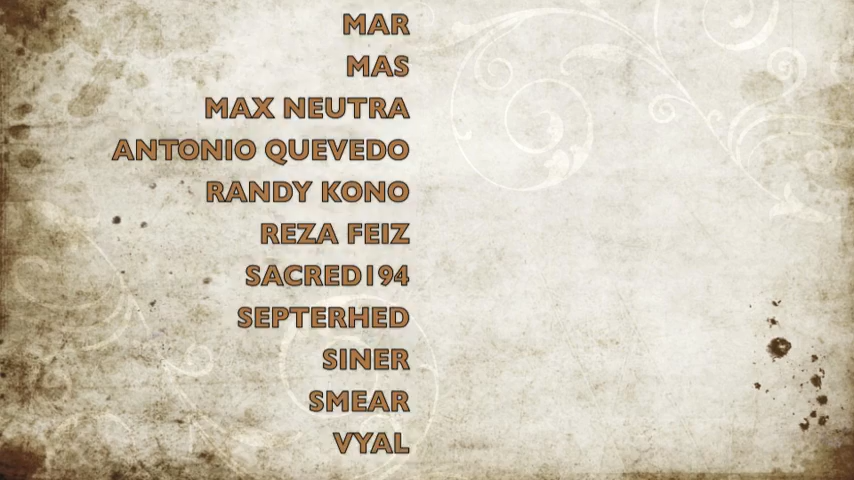 MAR
MAS
MAX NEUTRA
ANTONIO QUEVEDO
RANDY KONO
REZA FEIZ
SACRED194
SEPTERHED
SINER
SMEAR
VYAL